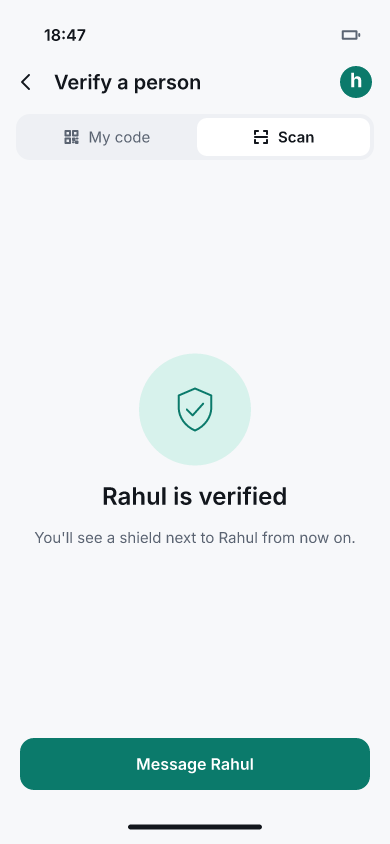 18:47
Verify a person
h
My code
Scan
Rahul is verified
You'll see a shield next to Rahul from now on.
Message Rahul